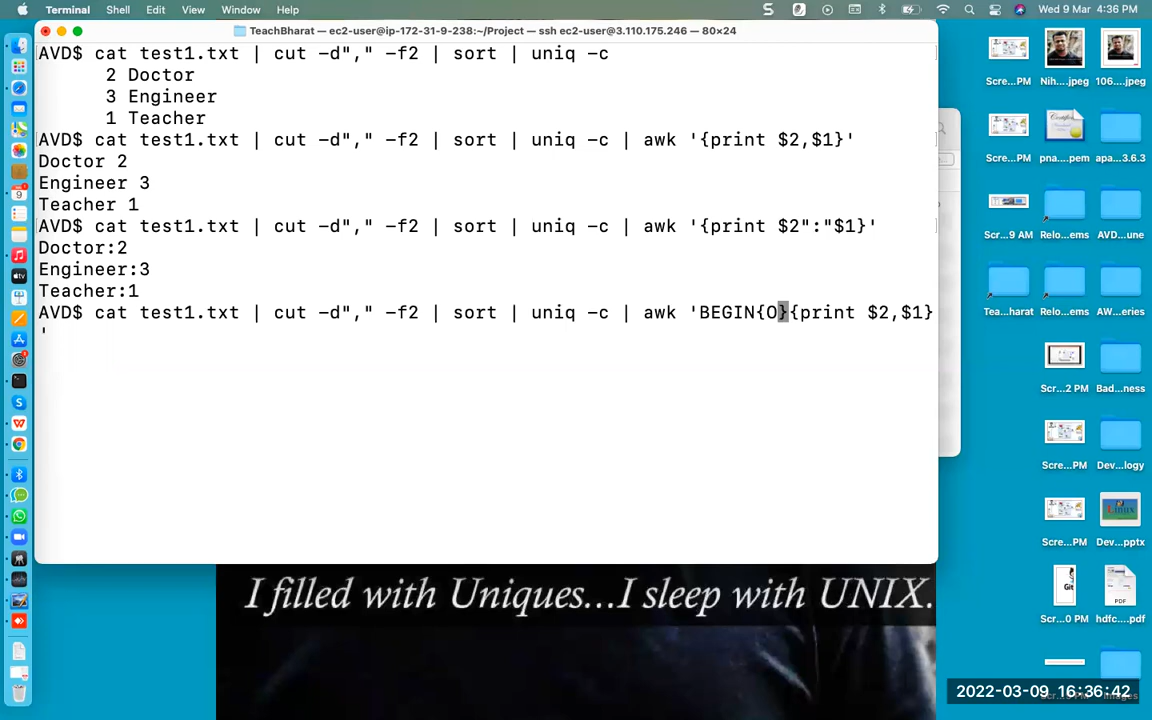 Terminal Shell Edit View Window Help
Wed 9 Mar 4:36 PM
TeachBharat — ec2-user@ip-172-31-9-238:~/Project — ssh ec2-user@3.110.175.246 — 80×24
AVD$ cat test1.txt | cut -d"," -f2 | sort | uniq -c
2 Doctor
3 Engineer
1 Teacher
AVD$ cat test1.txt | cut -d"," -f2 | sort | uniq -c | awk '{print $2,$1}'
Doctor 2
Engineer 3
Teacher 1
AVD$ cat test1.txt | cut -d"," -f2 | sort | uniq -c | awk '{print $2":"$1}'
Doctor:2
Engineer:3
Teacher:1
AVD$ cat test1.txt | cut -d"," -f2 | sort | uniq -c | awk 'BEGIN{O}{print $2,$1}
'
I filled with Uniques...I sleep with UNIX.
Scre...PM Nih....jpeg 106....jpeg
Scre...PM pna....pem apa...3.6.3
Scr...9 AM Relo...ems AVD...une
Tea...harat Relo...ems AW...eries
Scr...2 PM Bad...ness
Scre...PM Dev...logy
Scre...PM Dev....pptx
Scr...0 PM hdfc....pdf
2022-03-09 16:36:42